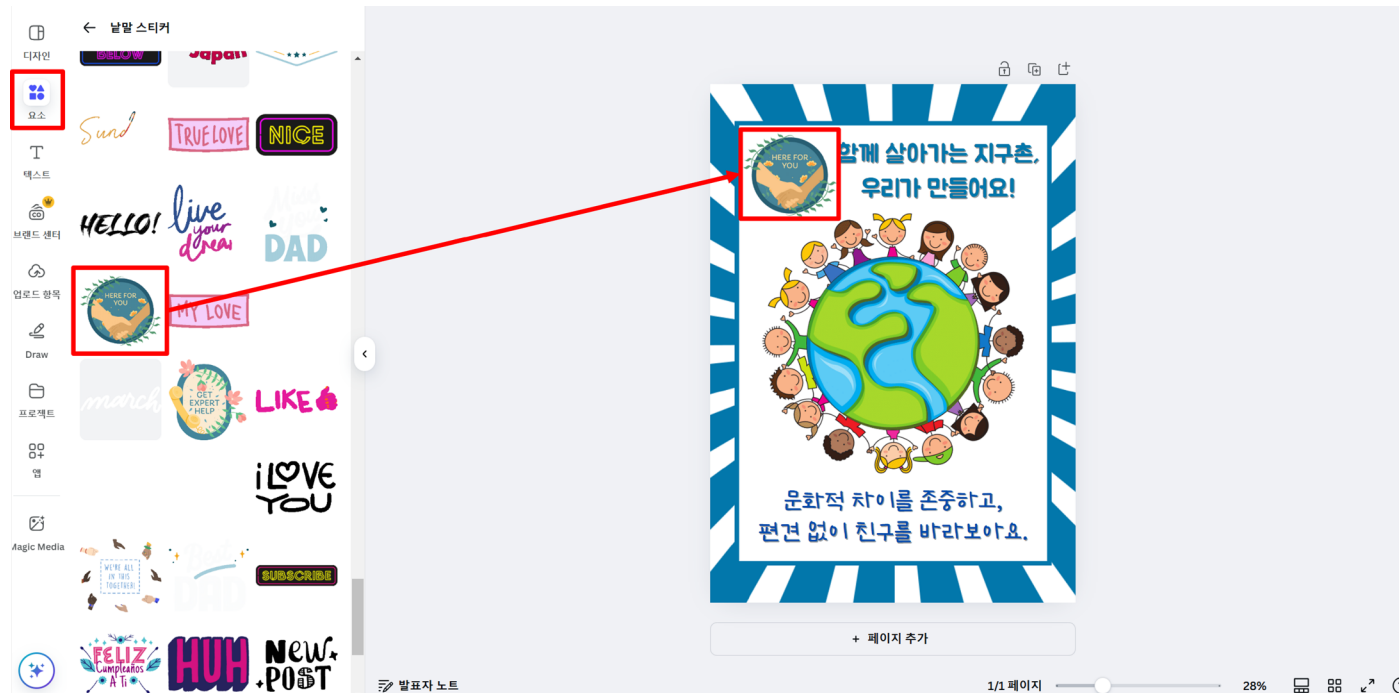 낱말 스티커
디자인
요소
텍스트
브랜드 센터
업로드 항목
Draw
프로젝트
앱
Magic Media
BELOW
Japan
Sund
TRUE LOVE
NICE
HELLO!
live
your
dream
Miss
DAD
HERE FOR
YOU
MY LOVE
march
GET
EXPERT
HELP
LIKE
i LOVE
YOU
WE'RE ALL
IN THIS
TOGETHER!
DAD
SUBSCRIBE
FELIZ
Cumpleaños
A Ti
HUH
NEW
POST
HERE FOR
YOU
함께 살아가는 지구촌,
우리가 만들어요!
문화적 차이를 존중하고,
편견 없이 친구를 바라보아요.
+ 페이지 추가
발표자 노트
1/1 페이지
28%